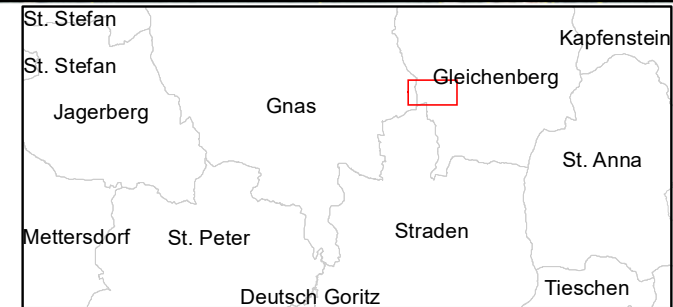 St. Stefan
Kapfenstein
St. Stefan
Gleichenberg
Jagerberg
Gnas
St. Anna
Mettersdorf
St. Peter
Straden
Tieschen
Deutsch Goritz